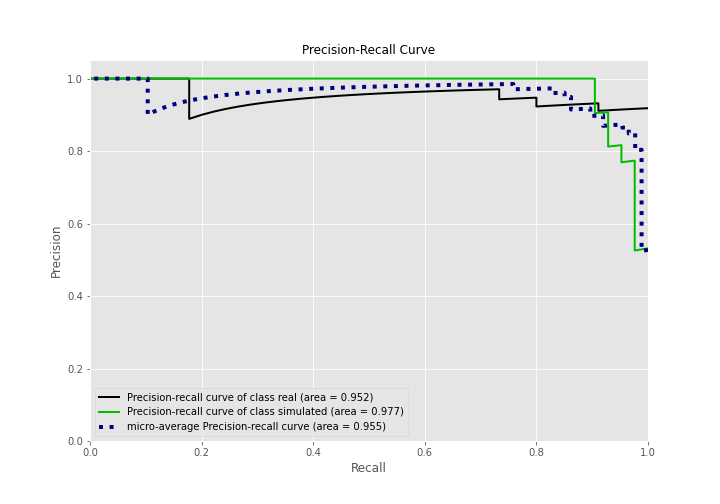 Precision-Recall Curve
1.0
0.8
0.6
0.4
0.2
0.0
Precision
Precision-recall curve of class real (area = 0.952)
Precision-recall curve of class simulated (area = 0.977)
micro-average Precision-recall curve (area = 0.955)
0.0 0.2 0.4 0.6 0.8 1.0
Recall